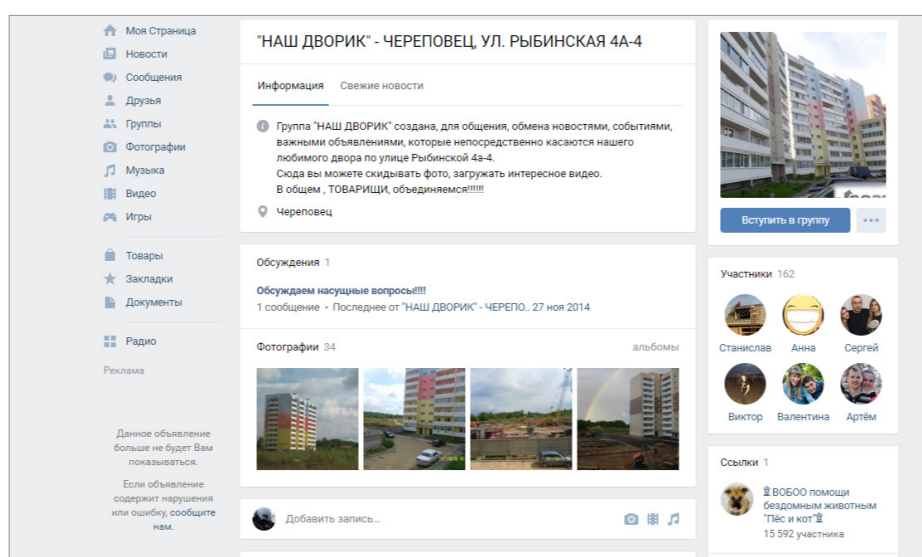 Моя Страница
Новости
Сообщения
Друзья
Группы
Фотографии
Музыка
Видео
Игры
Товары
Закладки
Документы
Радио
Реклама
Данное объявление
больше не будет Вам
показываться.
Если объявление
содержит нарушения
или ошибку, сообщите
нам.
"НАШ ДВОРИК" - ЧЕРЕПОВЕЦ, УЛ. РЫБИНСКАЯ 4А-4
Информация Свежие новости
Группа "НАШ ДВОРИК" создана, для общения, обмена новостями, событиями,
важными объявлениями, которые непосредственно касаются нашего
любимого двора по улице Рыбинской 4а-4.
Сюда вы можете скидывать фото, загружать интересное видео.
В общем , ТОВАРИЩИ, объединяемся!!!!!!
Череповец
Обсуждения 1
Обсуждаем насущные вопросы!!!!
1 сообщение · Последнее от "НАШ ДВОРИК" - ЧЕРЕПО.. 27 ноя 2014
Фотографии 34 альбомы
Добавить запись...
Вступить в группу
Участники 162
Станислав Анна Сергей
Виктор Валентина Артём
Ссылки 1
ВОБОО помощи
бездомным животным
"Пёс и кот"
15 592 участника